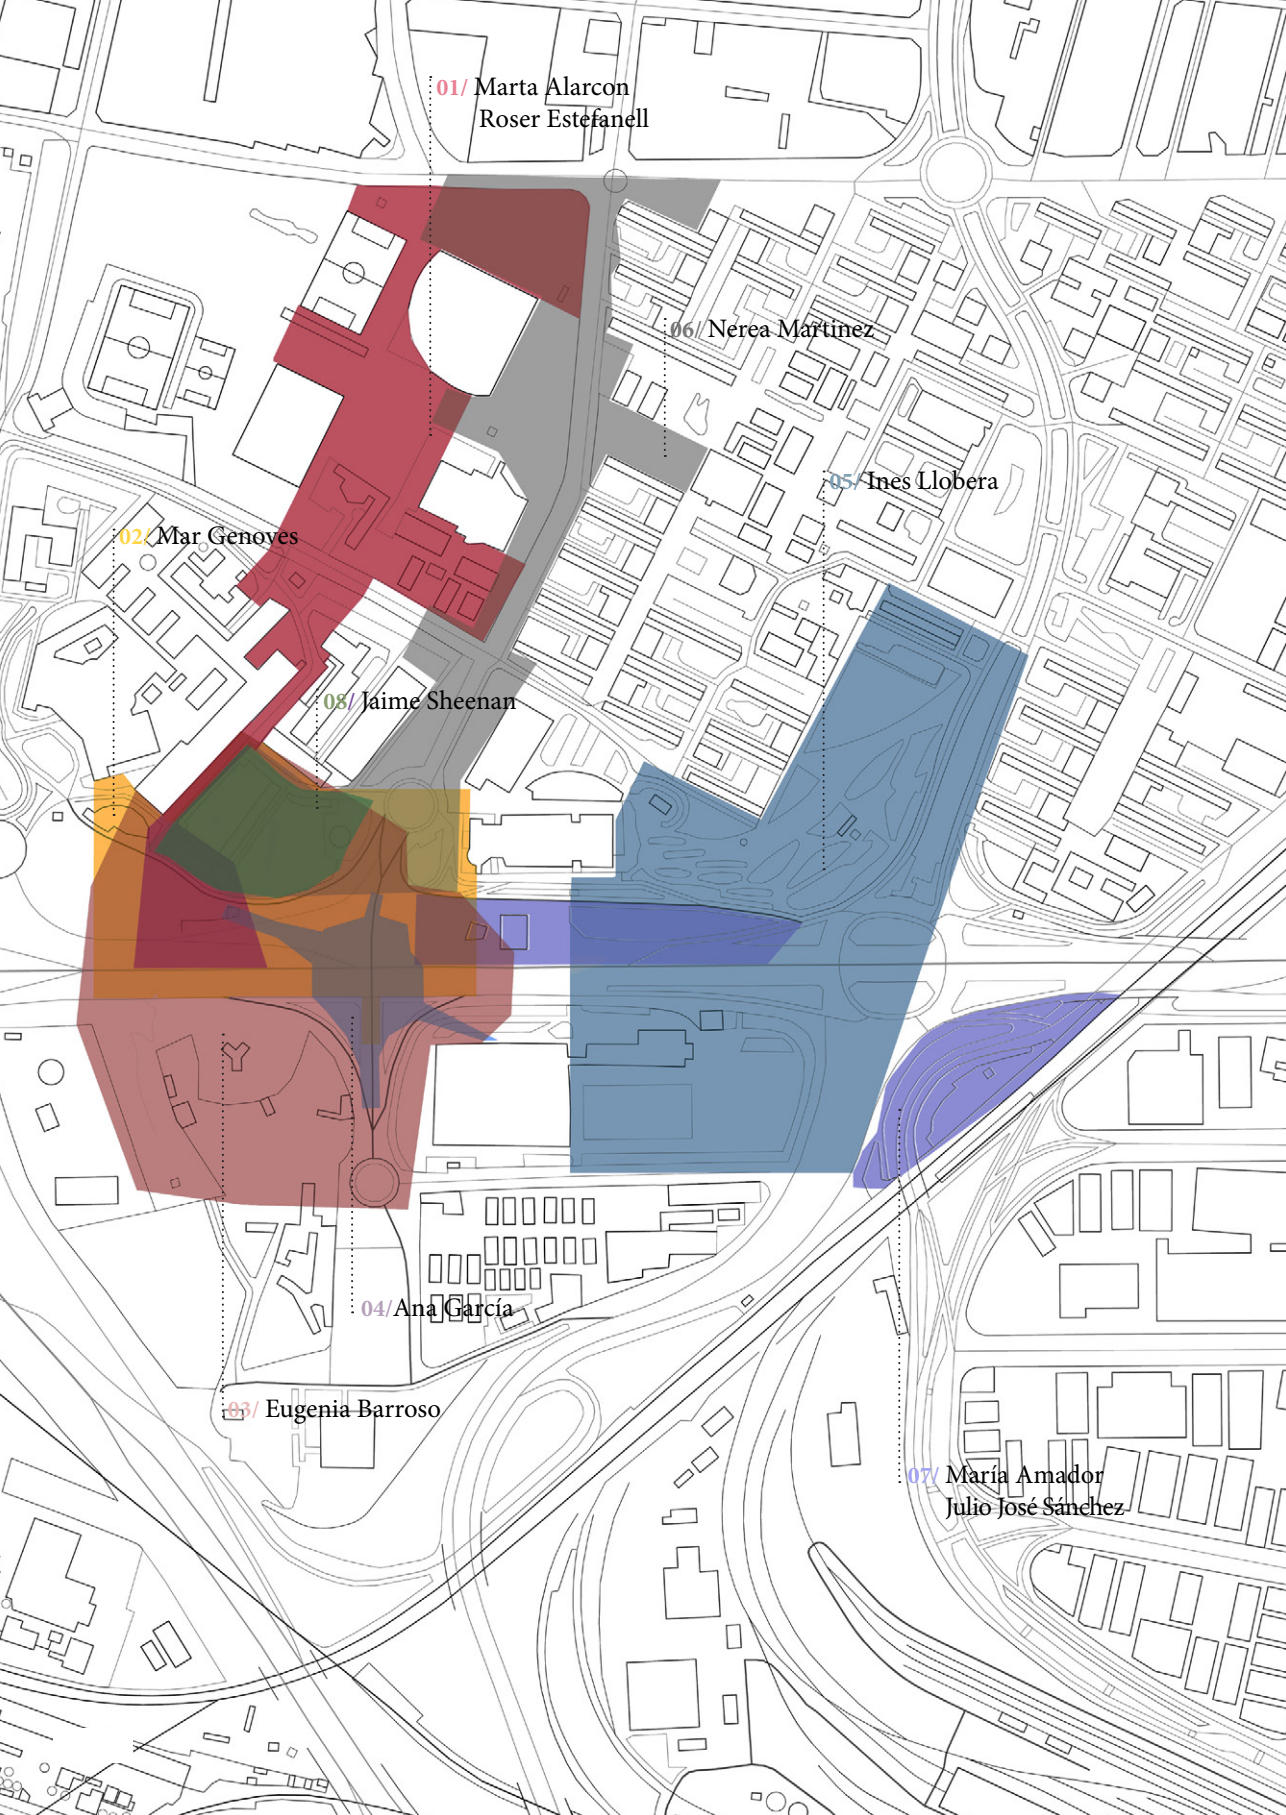 01/ Marta Alarcon
Roser Estefanell
06/ Nerea Martinez
05/ Ines Llobera
02/ Mar Genoves
08/ Jaime Sheenan
04/ Ana García
03/ Eugenia Barroso
07/ María Amador
Julio José Sánchez